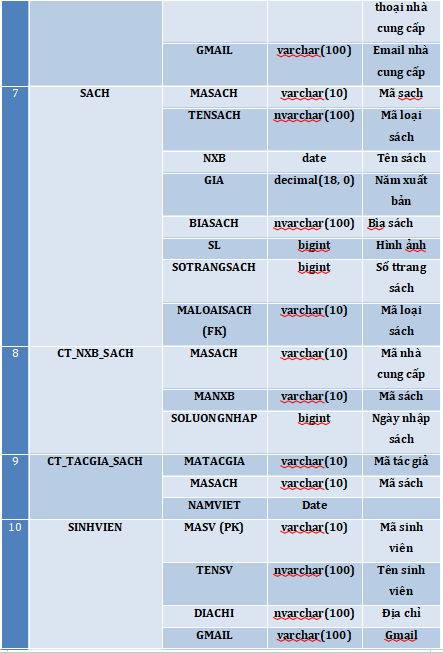 thoại nhà
cung cấp
GMAIL varchar(100) Email nhà
cung cấp
7 SACH MASACH varchar(10) Mã sạch
TENSACH nvarchar(100) Mã loại
sách
NXB date Tên sách
GIA decimal(18, 0) Năm xuất
bản
BIASACH nvarchar(100) Bìa sách
SL bigint Hình ảnh
SOTRANGSACH bigint Số ttrang
sách
MALOAISACH varchar(10) Mã loại
(FK) sách
8 CT_NXB_SACH MASACH varchar(10) Mã nhà
cung cấp
MANXB varchar(10) Mã sách
SOLUONGNHAP bigint Ngày nhập
sách
9 CT_TACGIA_SACH MATACGIA varchar(10) Mã tác giả
MASACH varchar(10) Mã sách
NAMVIET Date
10 SINHVIEN MASV (PK) varchar(10) Mã sinh
viên
TENSV nvarchar(100) Tên sinh
viên
DIACHI nvarchar(100) Địa chỉ
GMAIL varchar(100) Gmail